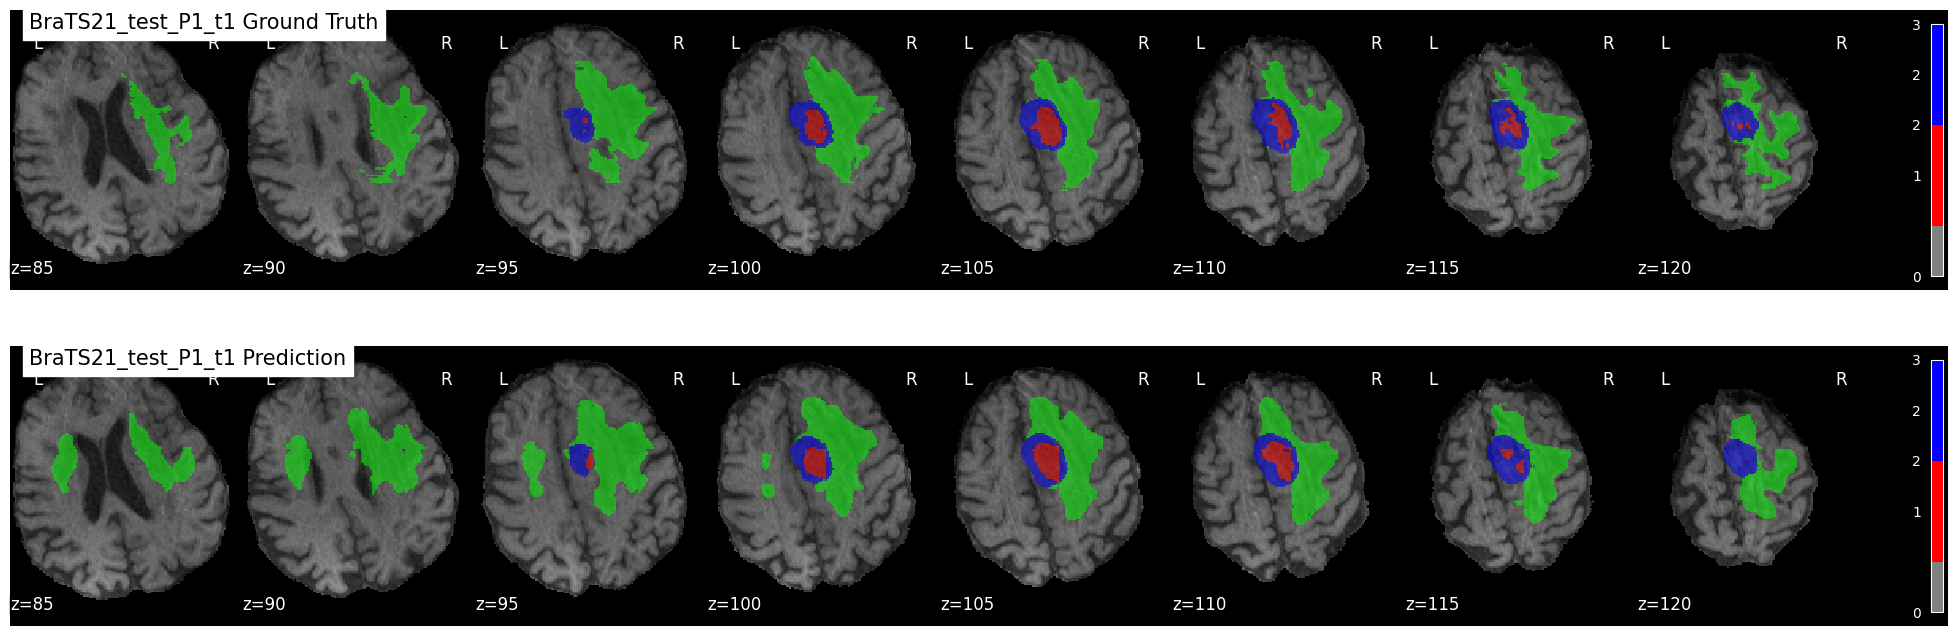 BraTS21_test_P1_t1 Ground Truth
L R L R L R L R L R L R L R L R
3
2
2
1
0
z=85 z=90 z=95 z=100 z=105 z=110 z=115 z=120
BraTS21_test_P1_t1 Prediction
L R L R L R L R L R L R L R L R
3
2
2
1
0
z=85 z=90 z=95 z=100 z=105 z=110 z=115 z=120